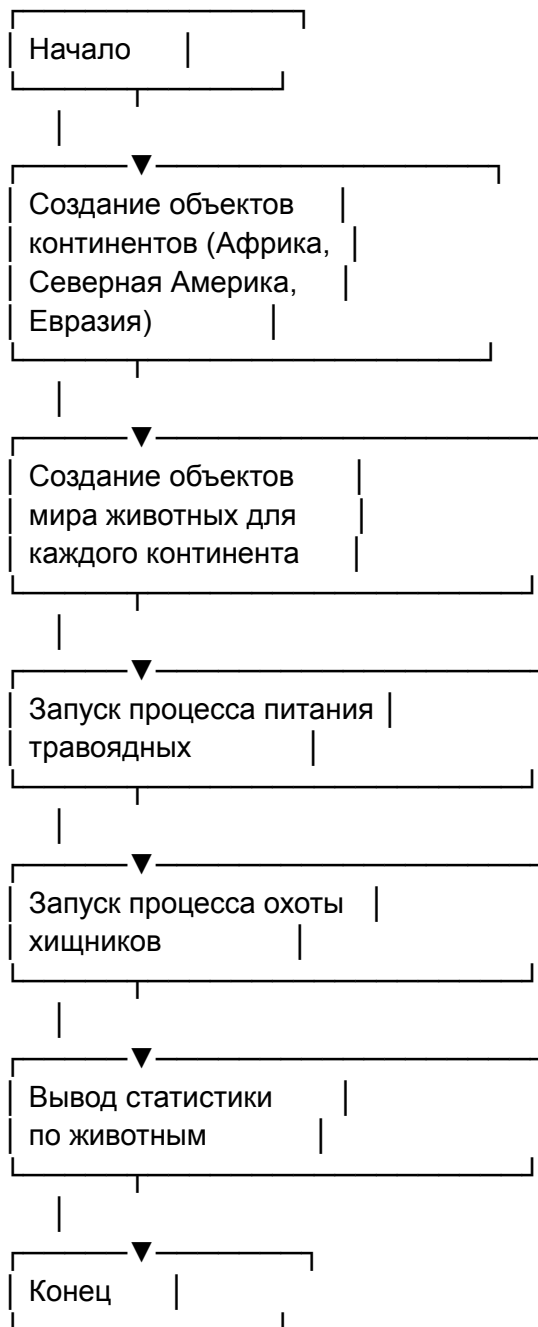 Начало
Создание объектов
континентов (Африка,
Северная Америка,
Евразия)
Создание объектов
мира животных для
каждого континента
Запуск процесса питания
травоядных
Запуск процесса охоты
хищников
Вывод статистики
по животным
Конец